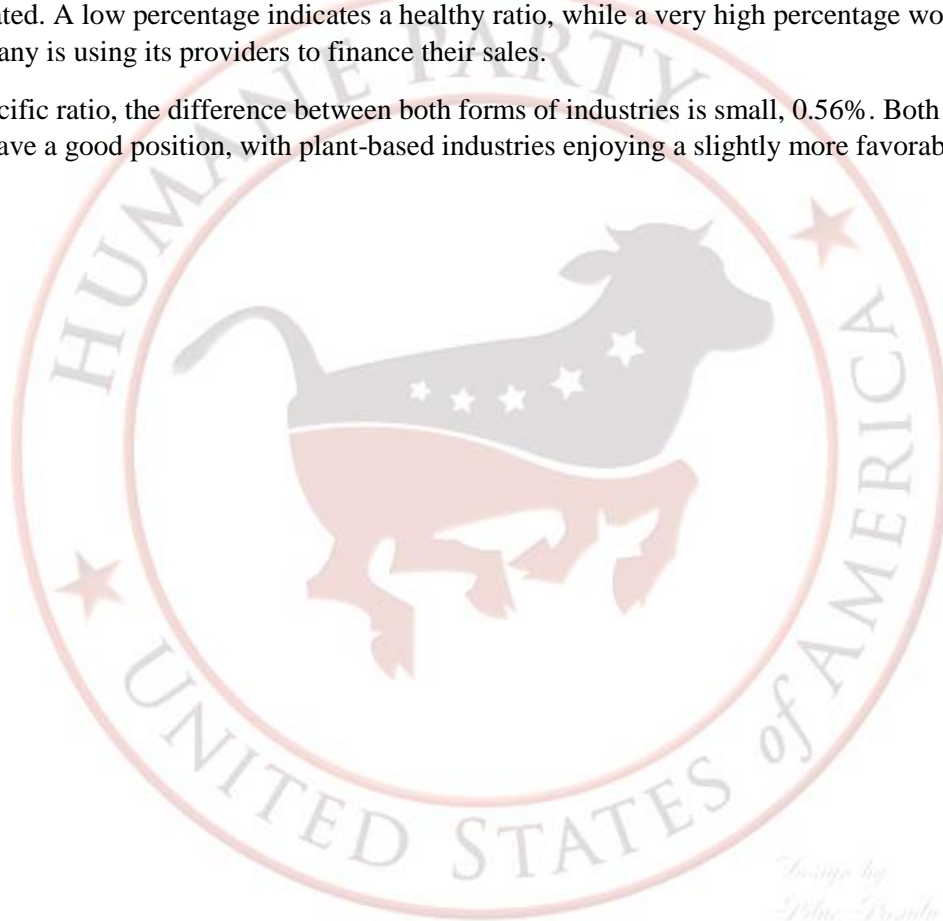 ted. A low percentage indicates a healthy ratio, while a very high percentage wo
any is using its providers to finance their sales.
cific ratio, the difference between both forms of industries is small, 0.56%. Both
ave a good position, with plant-based industries enjoying a slightly more favorab
HUMANE PARTY
UNITED STATES of AMERICA
Design by